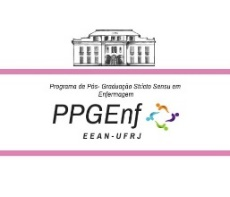 Programa de Pós- Graduação Stricto Sensu em
Enfermagem
PPGEnf
EEAN-UFRJ